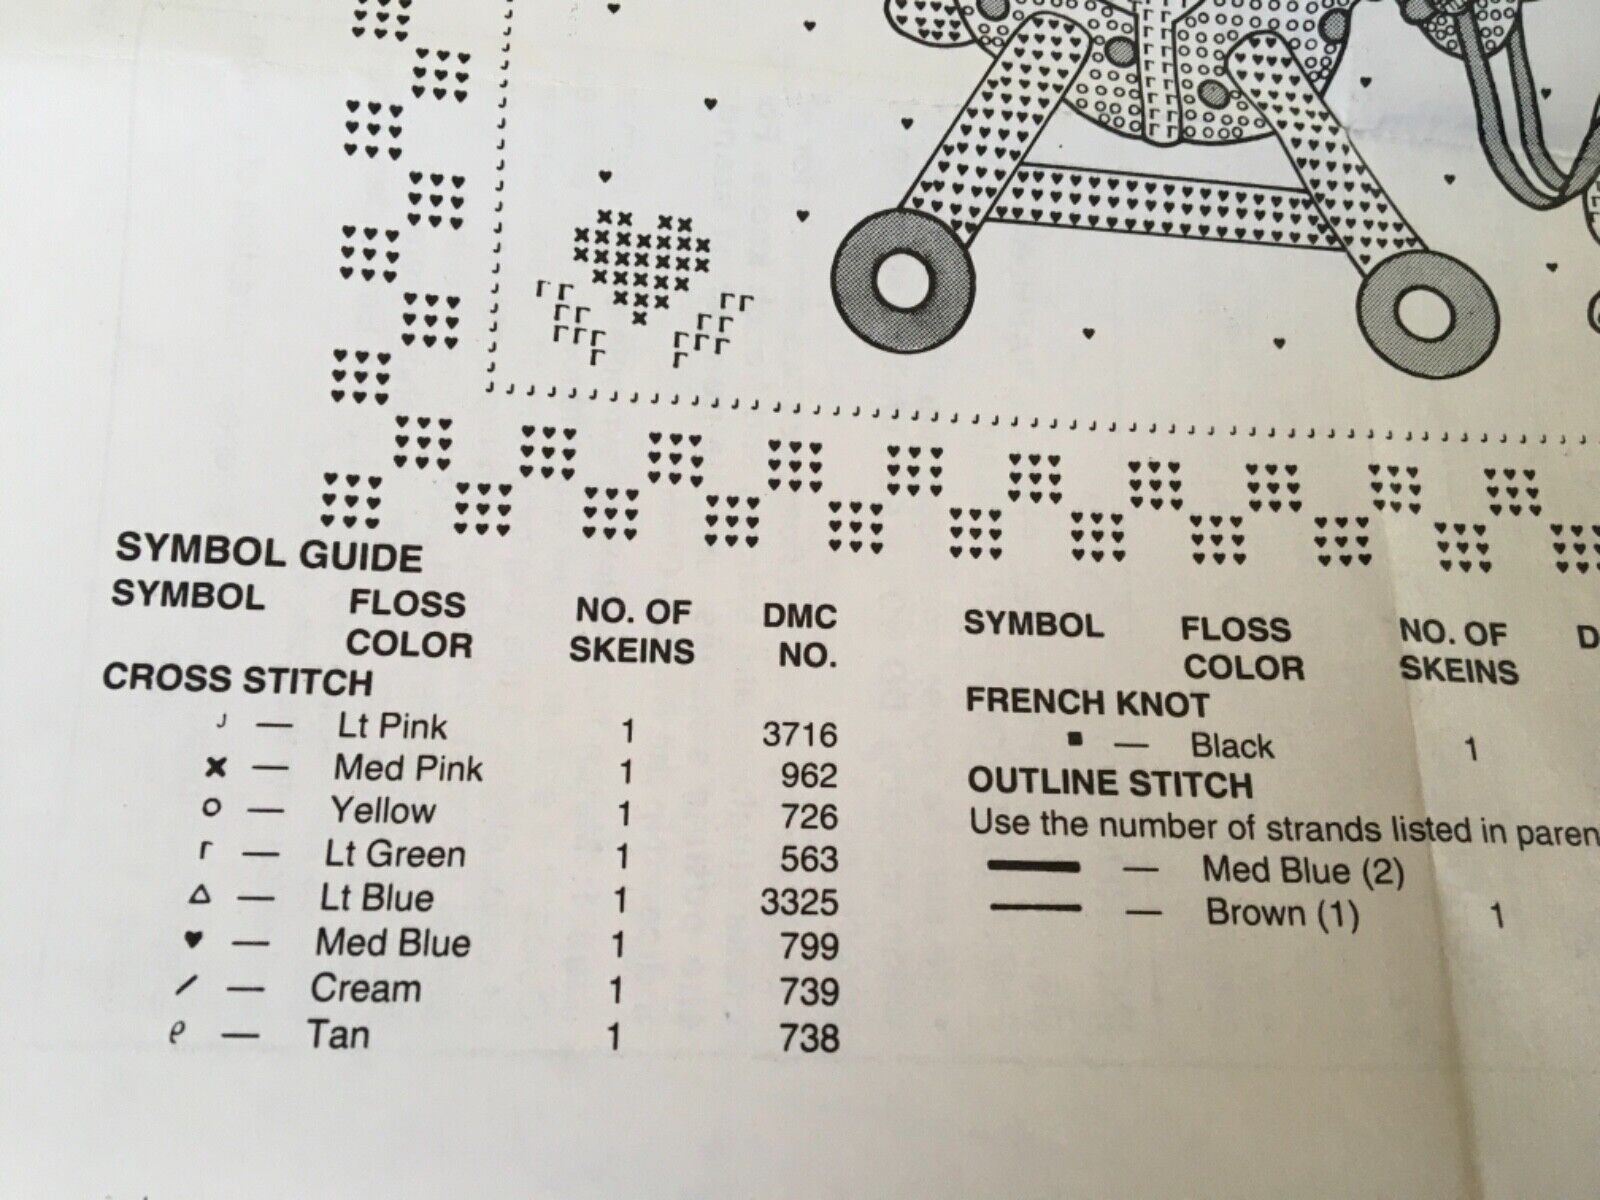 SYMBOL GUIDE
SYMBOL FLOSS COLOR NO. OF SKEINS DMC NO.
CROSS STITCH
— Lt Pink 1 3716
— Med Pink 1 962
— Yellow 1 726
— Lt Green 1 563
— Lt Blue 1 3325
— Med Blue 1 799
— Cream 1 739
— Tan 1 738
SYMBOL FLOSS COLOR NO. OF SKEINS D
FRENCH KNOT
— Black 1
OUTLINE STITCH
Use the number of strands listed in paren
— Med Blue (2)
— Brown (1) 1